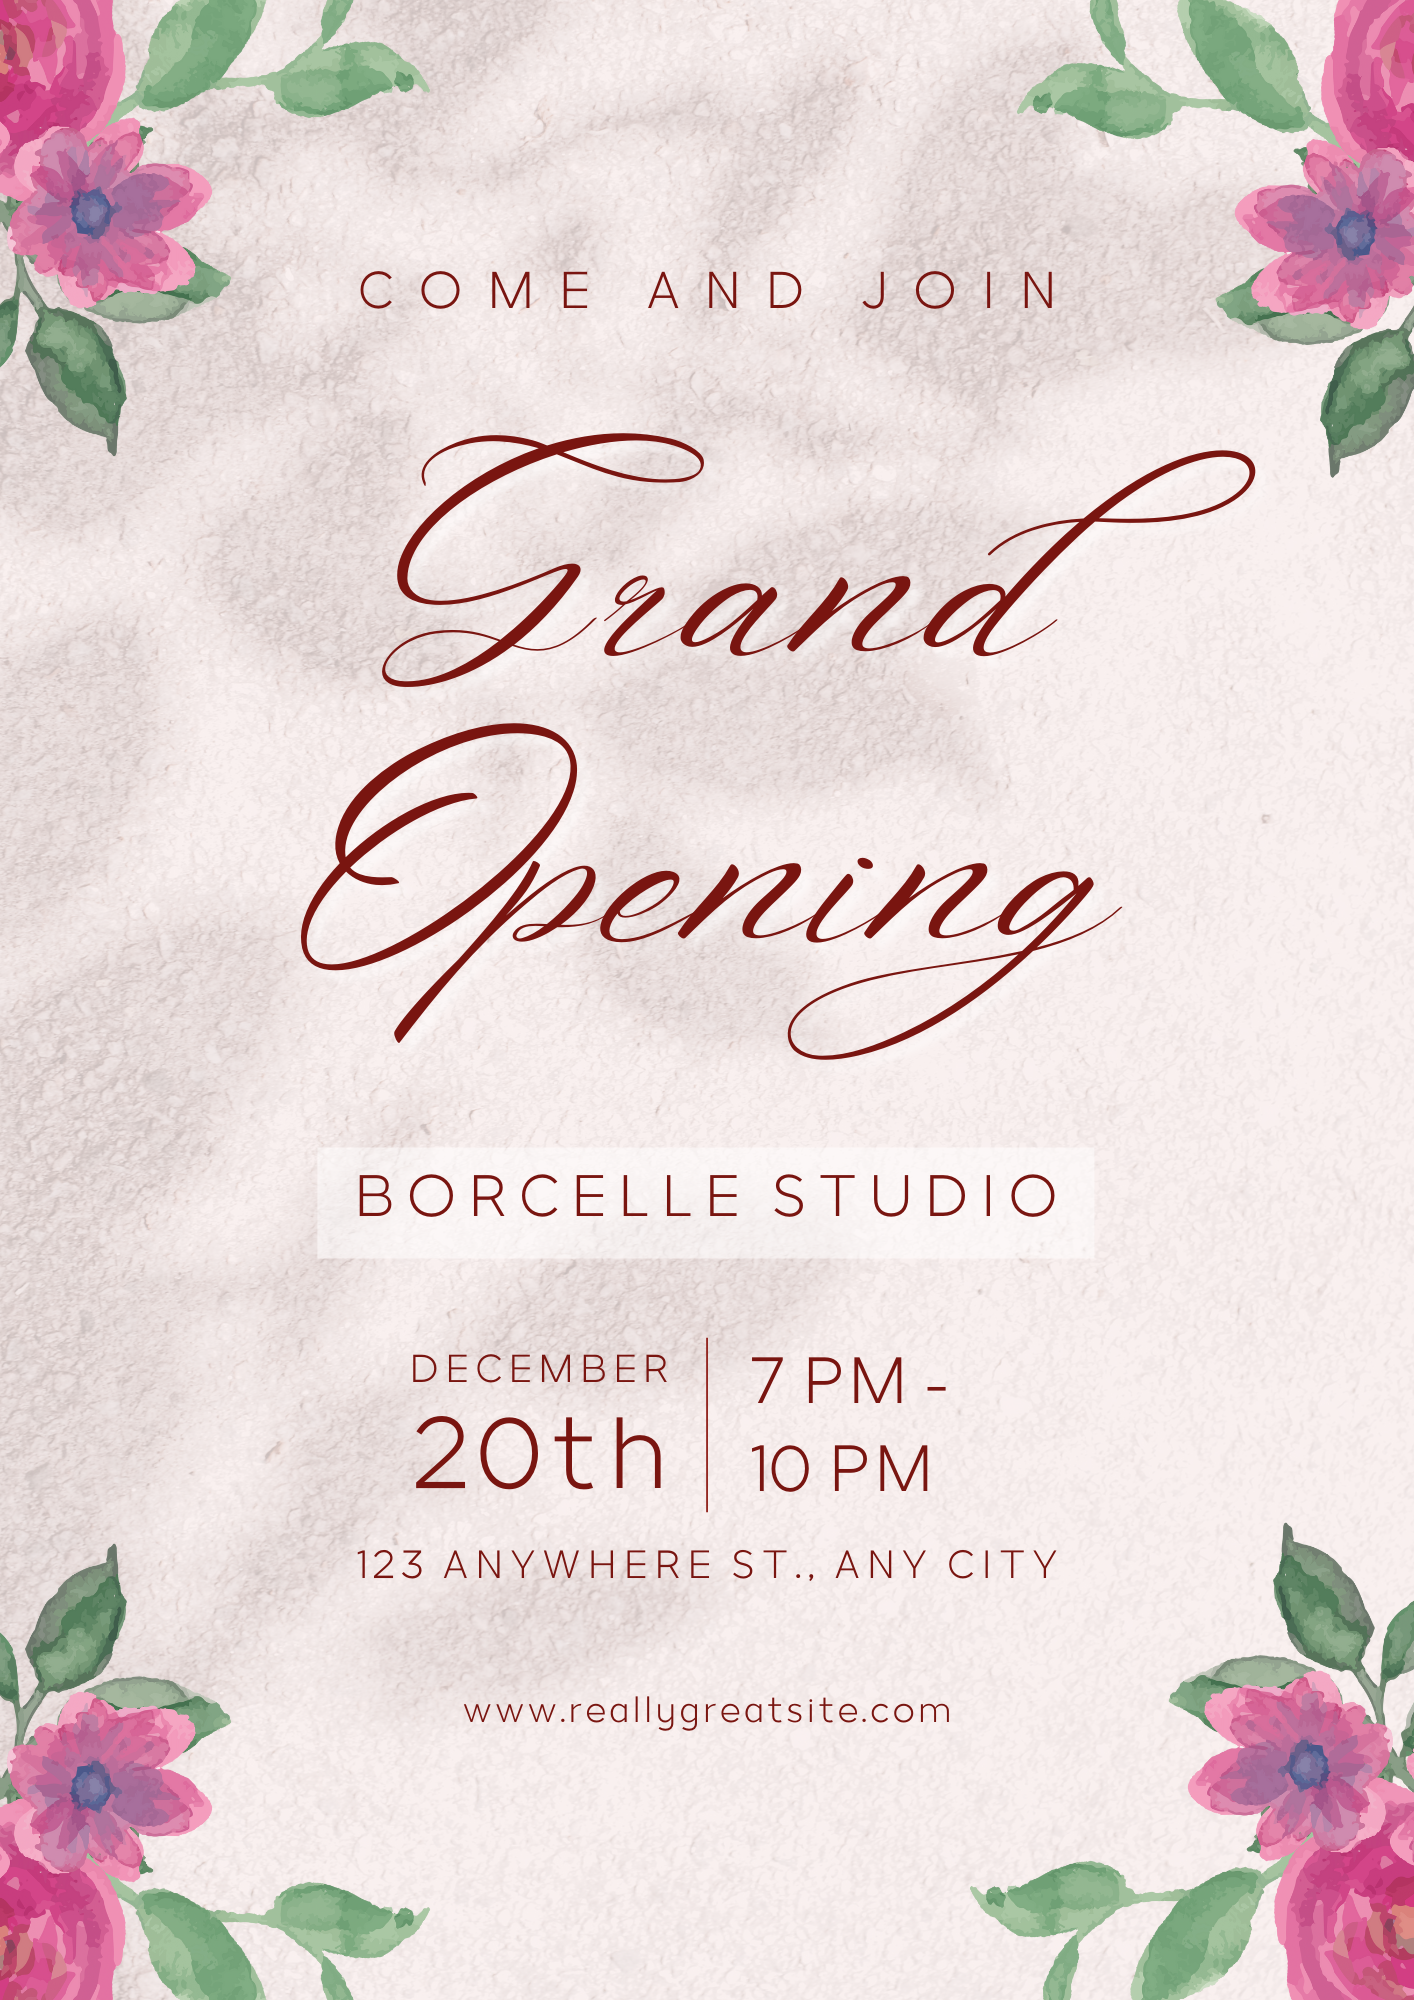 COME AND JOIN
Grand
Opening
BORCELLE STUDIO
DECEMBER
20th
7 PM -
10 PM
123 ANYWHERE ST., ANY CITY
www.reallygreatsite.com